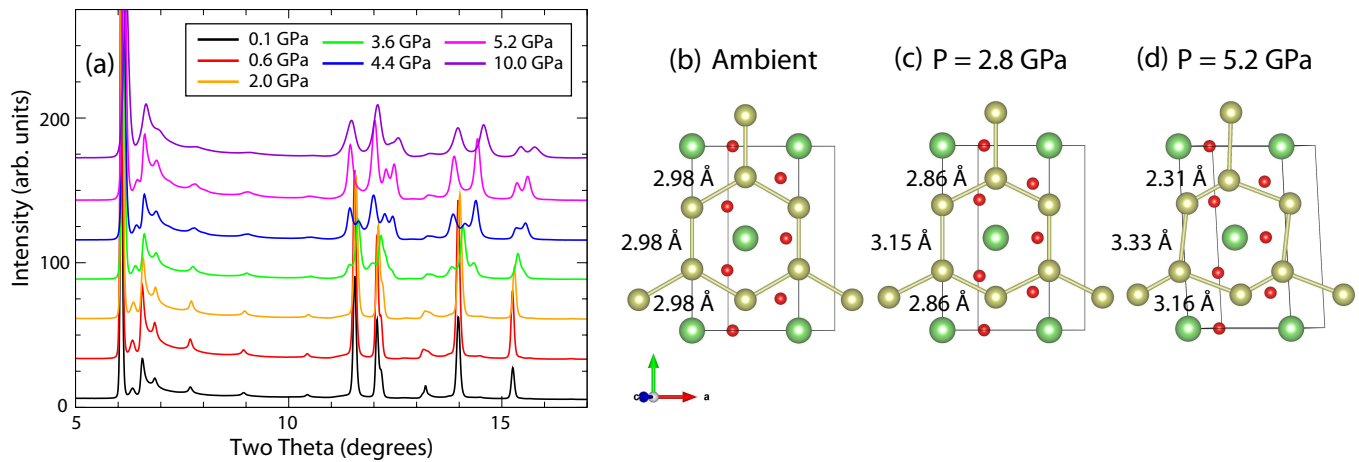 (a)
0.1 GPa
0.6 GPa
2.0 GPa
3.6 GPa
4.4 GPa
5.2 GPa
10.0 GPa
Intensity (arb. units)
200
100
0
5
10
15
Two Theta (degrees)
(b) Ambient
2.98 Å
2.98 Å
2.98 Å
c
a
(c) P = 2.8 GPa
2.86 Å
3.15 Å
2.86 Å
(d) P = 5.2 GPa
2.31 Å
3.33 Å
3.16 Å